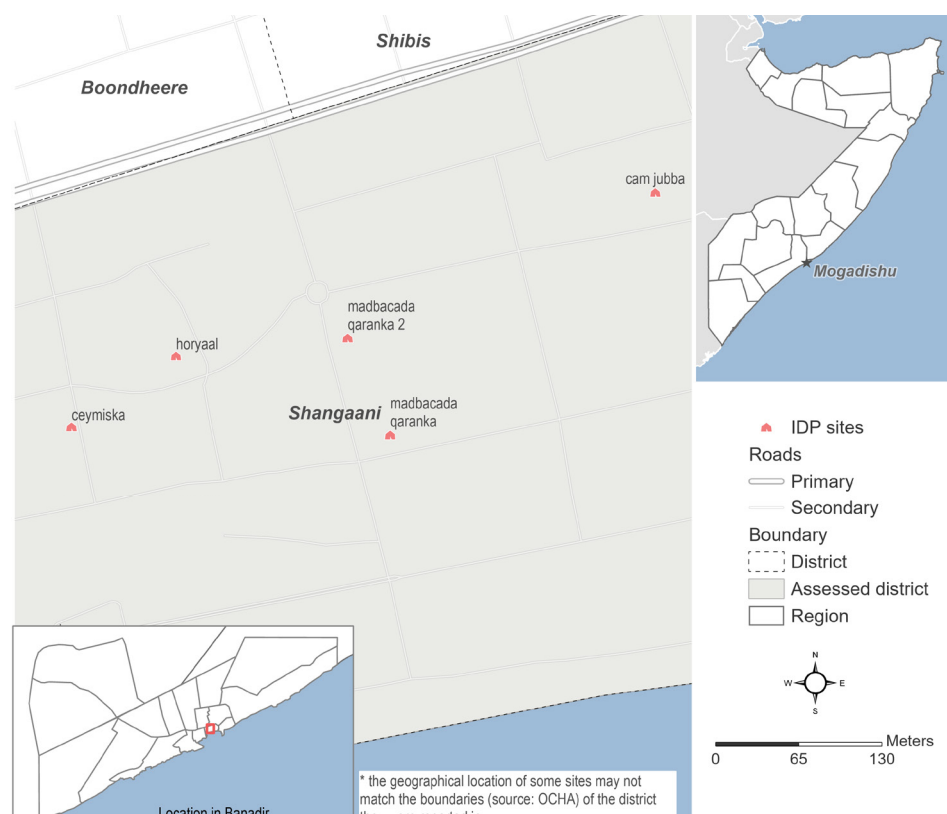 Shibis
Boondheere
cam jubba
madbacada
qaranka 2
horyaal
ceymiska
Shangaani
madbacada
qaranka
Mogadishu
IDP sites
Roads
Primary
Secondary
Boundary
District
Assessed district
Region
N
W E
S
Meters
0 65 130
Location in Banadir
* the geographical location of some sites may not
match the boundaries (source: OCHA) of the district